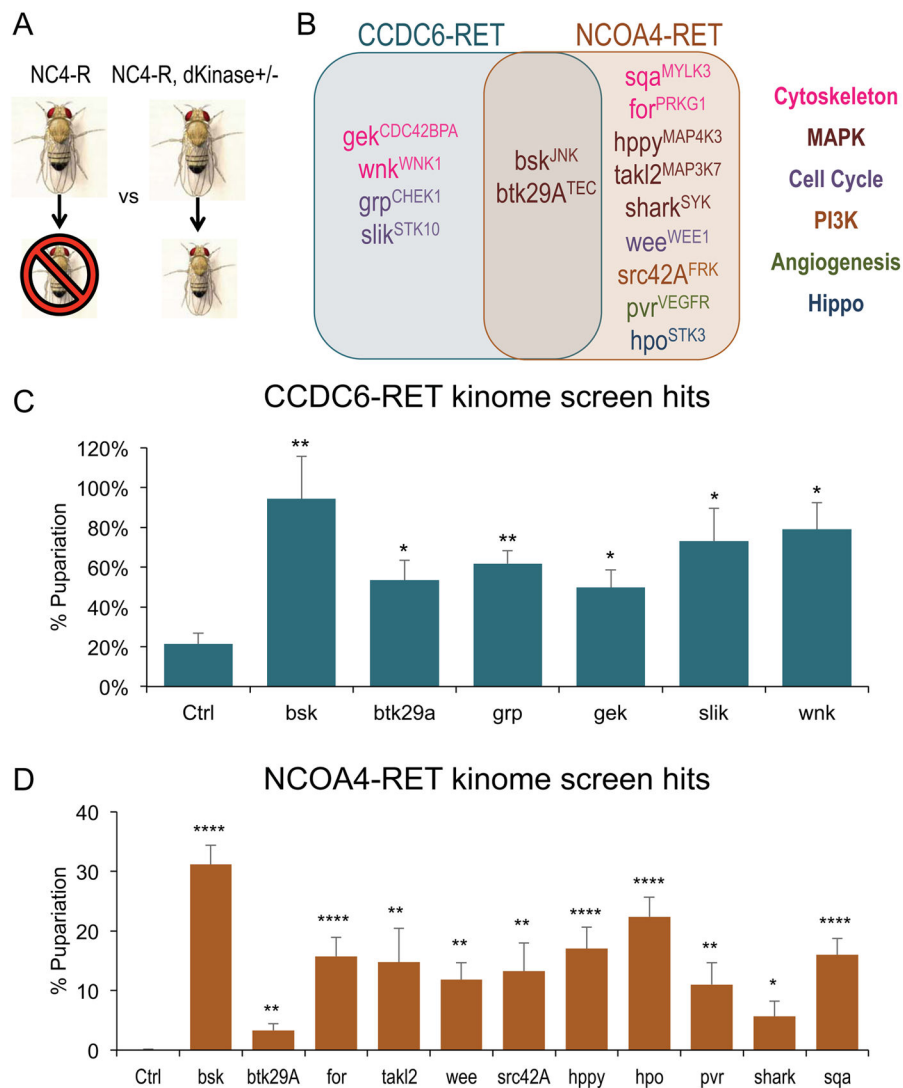 A
NC4-R
NC4-R, dKinase+/-
vs
B
CCDC6-RET
NCOA4-RET
gekCDC42BPA
wnkWNK1
grpCHEK1
slikSTK10
bskJNK
btk29ATEC
sqaMYLK3
forPRKG1
hppyMAP4K3
takl2MAP3K7
sharkSYK
weeWEE1
src42AFRK
pvrVEGFR
hpoSTK3
Cytoskeleton
MAPK
Cell Cycle
PI3K
Angiogenesis
Hippo
C
CCDC6-RET kinome screen hits
% Pupariation
120%
100%
80%
60%
40%
20%
0%
** * ** * * *
Ctrl bsk btk29a grp gek slik wnk
D
NCOA4-RET kinome screen hits
% Pupariation
40
30
20
10
0
**** ** **** ** ** ** **** **** ** * ****
Ctrl bsk btk29A for takl2 wee src42A hppy hpo pvr shark sqa